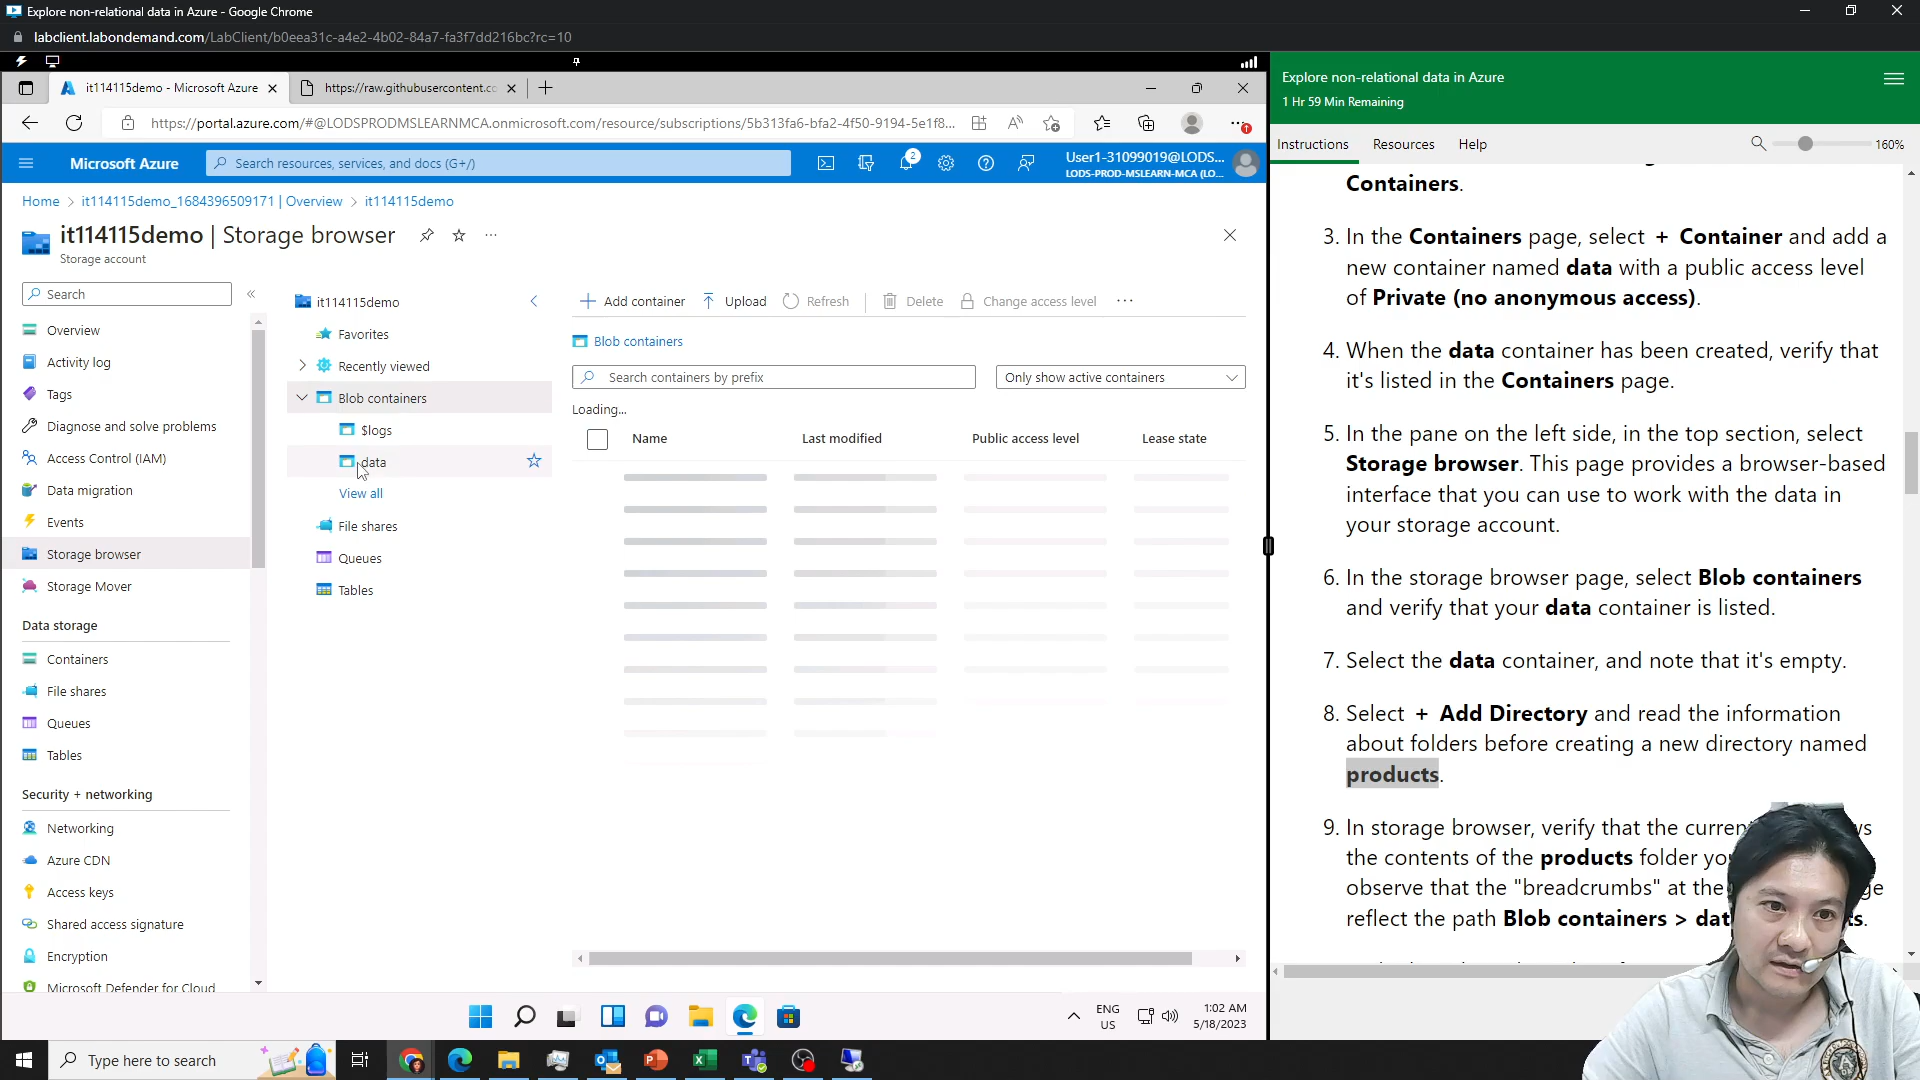 Explore non-relational data in Azure - Google Chrome
labclient.labondemand.com/LabClient/b0eea31c-a4e2-4b02-84a7-fa3f7dd216bc?rc=10
it114115demo - Microsoft Azure
https://raw.githubusercontent.cc
https://portal.azure.com/#@LODSPRODMSLEARNMCA.onmicrosoft.com/resource/subscriptions/5b313fa6-bfa2-4f50-9194-5e1f8...
Microsoft Azure
Search resources, services, and docs (G+/)
2
User1-31099019@LODS...
LODS-PROD-MSLEARN-MCA (LO...
Home > it114115demo_1684396509171 | Overview > it114115demo
it114115demo | Storage browser
Storage account
Search
Overview
Activity log
Tags
Diagnose and solve problems
Access Control (IAM)
Data migration
Events
Storage browser
Storage Mover
Data storage
Containers
File shares
Queues
Tables
Security + networking
Networking
Azure CDN
Access keys
Shared access signature
Encryption
Microsoft Defender for Cloud
it114115demo
Favorites
Recently viewed
Blob containers
$logs
data
View all
File shares
Queues
Tables
Add container
Upload
Refresh
Delete
Change access level
Blob containers
Search containers by prefix
Only show active containers
Loading...
Name
Last modified
Public access level
Lease state
ENG
US
1:02 AM
5/18/2023
Explore non-relational data in Azure
1 Hr 59 Min Remaining
Instructions
Resources
Help
160%
Containers.
3. In the Containers page, select + Container and add a
new container named data with a public access level
of Private (no anonymous access).
4. When the data container has been created, verify that
it's listed in the Containers page.
5. In the pane on the left side, in the top section, select
Storage browser. This page provides a browser-based
interface that you can use to work with the data in
your storage account.
6. In the storage browser page, select Blob containers
and verify that your data container is listed.
7. Select the data container, and note that it's empty.
8. Select + Add Directory and read the information
about folders before creating a new directory named
products.
9. In storage browser, verify that the
the contents of the products folder
observe that the "breadcrumbs" at the
reflect the path Blob containers >
Type here to search